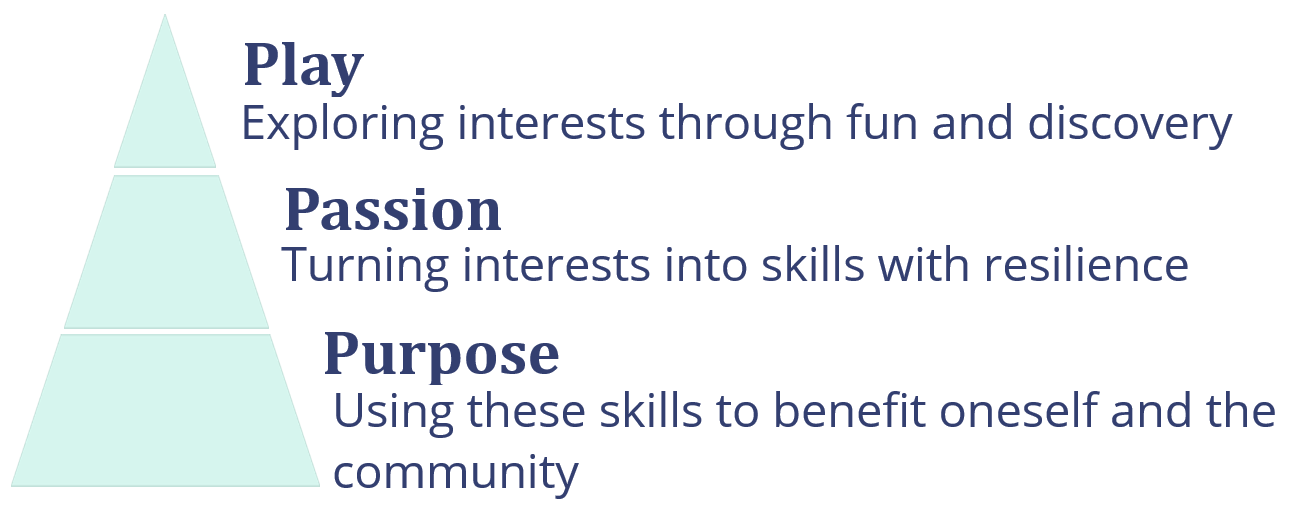 Play
Exploring interests through fun and discovery
Passion
Turning interests into skills with resilience
Purpose
Using these skills to benefit oneself and the
community